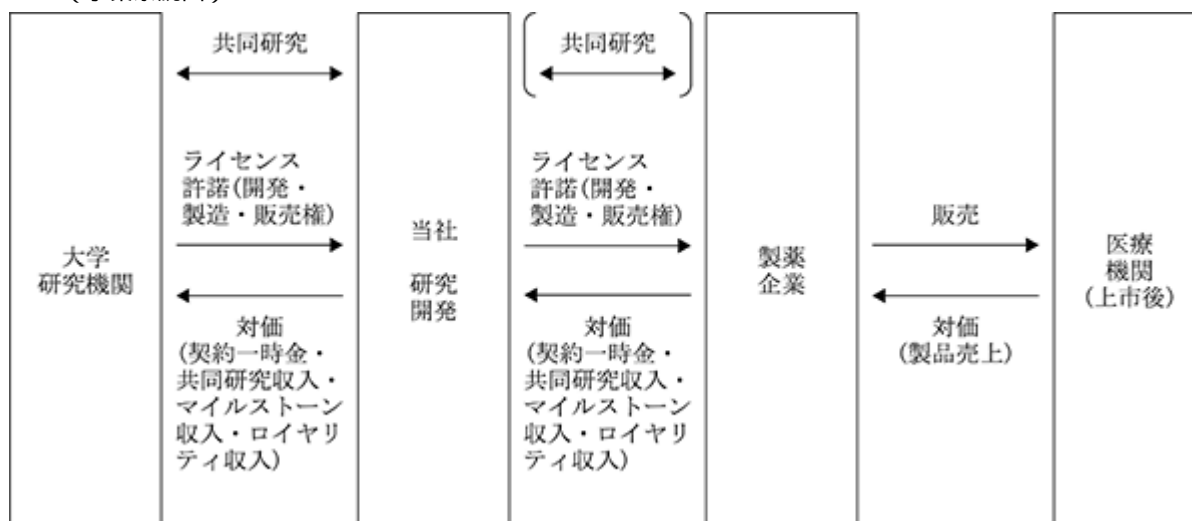 共同研究
共同研究
ライセンス
許諾(開発・
製造・販売権)
ライセンス
許諾(開発・
製造・販売権)
大学
研究機関
当社
研究
開発
製薬
企業
販売
医療
機関
(上市後)
対価
(契約一時金・
共同研究収入・
マイルストーン
収入・ロイヤリ
ティ収入)
対価
(契約一時金・
共同研究収入・
マイルストーン
収入・ロイヤリ
ティ収入)
対価
(製品売上)